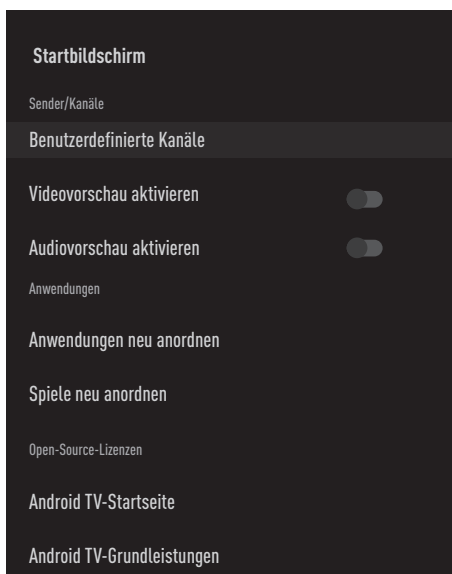 Startbildschirm
Sender/Kanäle
Benutzerdefinierte Kanäle
Videovorschau aktivieren
Audiovorschau aktivieren
Anwendungen
Anwendungen neu anordnen
Spiele neu anordnen
Open-Source-Lizenzen
Android TV-Startseite
Android TV-Grundleistungen